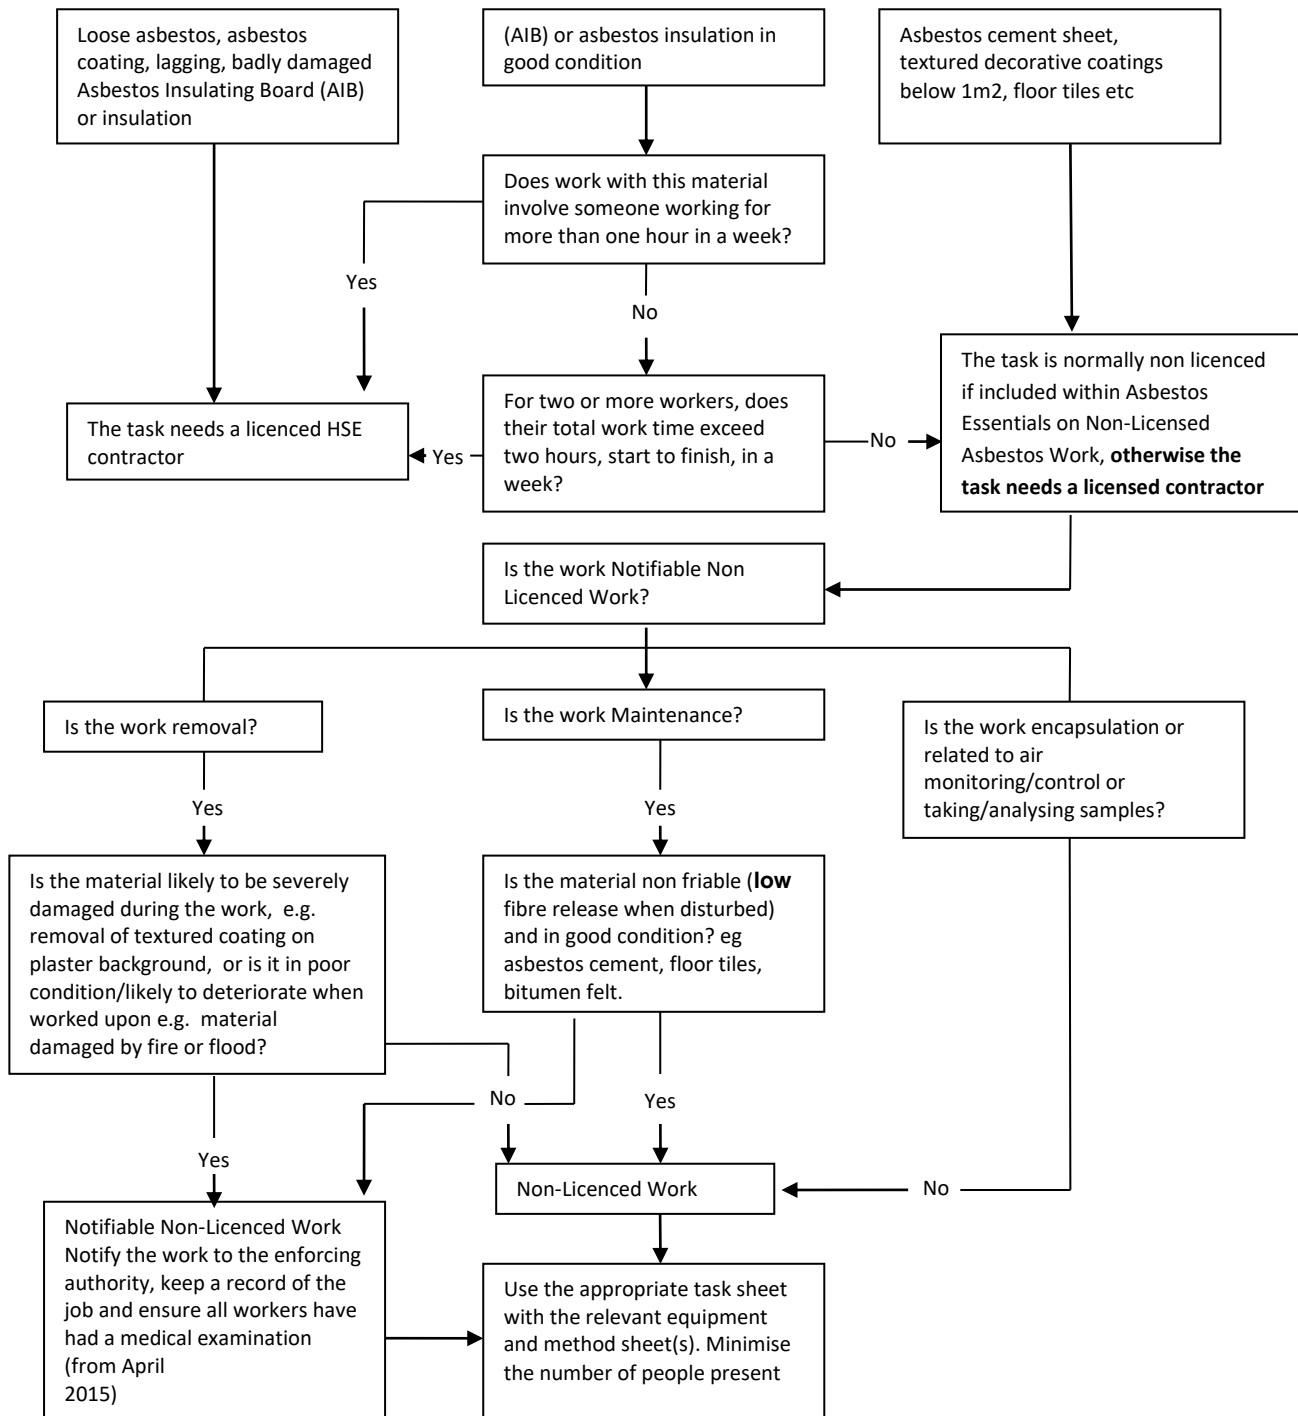 Loose asbestos, asbestos
coating, lagging, badly damaged
Asbestos Insulating Board (AIB)
or insulation
(AIB) or asbestos insulation in
good condition
Asbestos cement sheet,
textured decorative coatings
below 1m2, floor tiles etc
Does work with this material
involve someone working for
more than one hour in a week?
Yes
No
The task needs a licenced HSE
contractor
Yes
For two or more workers, does
their total work time exceed
two hours, start to finish, in a
week?
No
The task is normally non licenced
if included within Asbestos
Essentials on Non-Licensed
Asbestos Work, otherwise the
task needs a licensed contractor
Is the work Notifiable Non
Licenced Work?
Is the work removal?
Is the work Maintenance?
Is the work encapsulation or
related to air
monitoring/control or
taking/analysing samples?
Yes
Yes
Is the material likely to be severely
damaged during the work, e.g.
removal of textured coating on
plaster background, or is it in poor
condition/likely to deteriorate when
worked upon e.g. material
damaged by fire or flood?
Is the material non friable (low
fibre release when disturbed)
and in good condition? eg
asbestos cement, floor tiles,
bitumen felt.
No
Yes
Yes
Non-Licenced Work
No
Notifiable Non-Licenced Work
Notify the work to the enforcing
authority, keep a record of the
job and ensure all workers have
had a medical examination
(from April
2015)
Use the appropriate task sheet
with the relevant equipment
and method sheet(s). Minimise
the number of people present